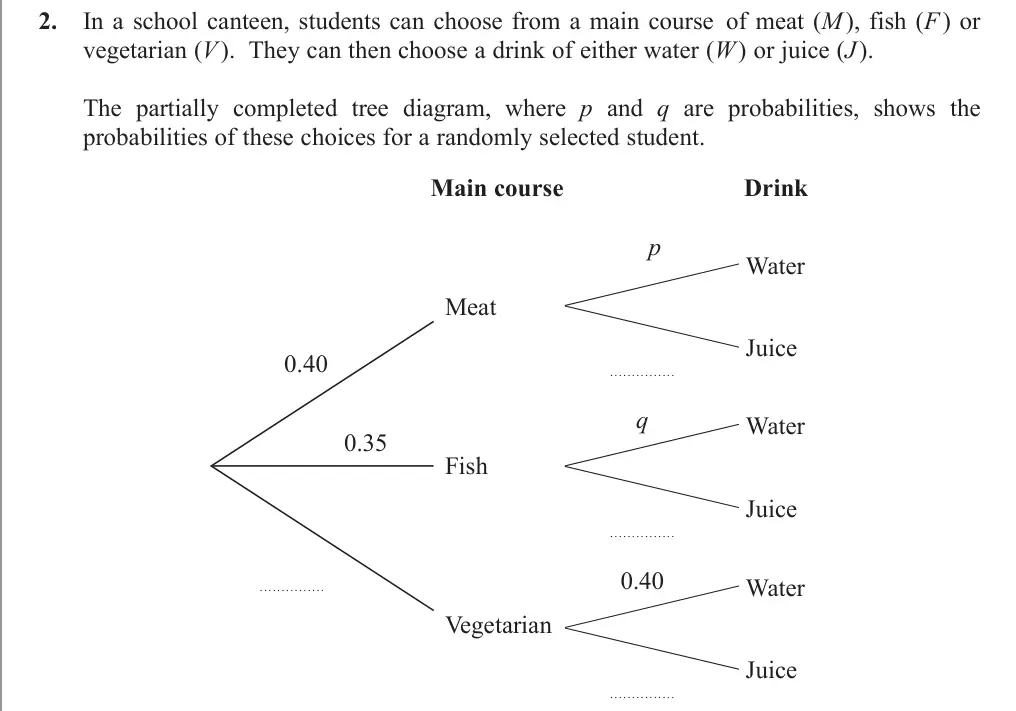 2. In a school canteen, students can choose from a main course of meat (M), fish (F) or
vegetarian (V). They can then choose a drink of either water (W) or juice (J).
The partially completed tree diagram, where p and q are probabilities, shows the
probabilities of these choices for a randomly selected student.
Main course Drink
p
Water
Meat
Juice
0.40
...............
q
Water
0.35
Fish
Juice
...............
0.40
Water
...............
Vegetarian
Juice
...............